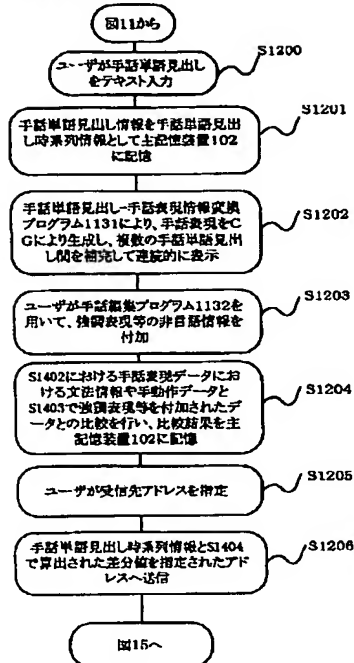 図11から
S1200
ユーザが手話単語見出し
をテキスト入力
S1201
手話単語見出し情報を手話単語見出
し時系列情報として主記憶装置102
に記憶
S1202
手話単語見出し-手話表現情報変換
プログラム1131により、手話表現をC
Gにより生成し、複数の手話単語見出
し間を補完して連続的に表示
S1203
ユーザが手話編集プログラム1132を
用いて、強調表現等の非言語情報を
付加
S1204
S1402における手話表現データにお
ける文法情報や手動作データと
S1403で強調表現等を付加されたデ
ータとの比較を行い、比較結果を主
記憶装置102に記憶
S1205
ユーザが受信先アドレスを指定
S1206
手話単語見出し時系列情報とS1404
で算出された差分値を指定されたアド
レスへ送信
図15へ